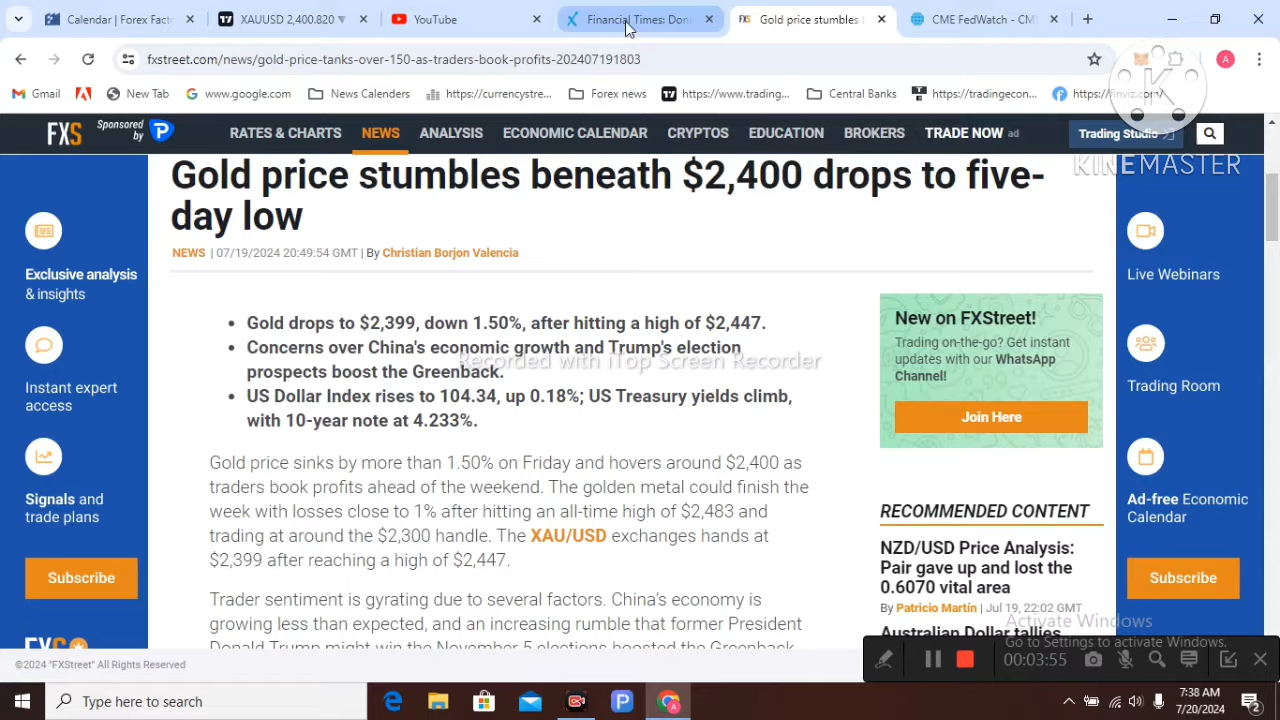 Calendar | Forex Fact
XAUUSD 2,400.820 ▼
YouTube
Financial Times: Don
Gold price stumbles
CME FedWatch - CM
fxstreet.com/news/gold-price-tanks-over-150-as-traders-book-profits-202407191803
A
Gmail
New Tab
www.google.com
News Calenders
https://currencystre...
Forex news
https://www.trading...
Central Banks
https://tradingecon...
https://finviz.com/
K
KINEMASTER
FXS
Sponsored by
RATES & CHARTS
NEWS
ANALYSIS
ECONOMIC CALENDAR
CRYPTOS
EDUCATION
BROKERS
TRADE NOW ad
Trading Studio
Gold price stumbles beneath $2,400 drops to five-
day low
NEWS | 07/19/2024 20:49:54 GMT | By Christian Borjon Valencia
Exclusive analysis
& insights
Instant expert
access
Signals and
trade plans
Subscribe
• Gold drops to $2,399, down 1.50%, after hitting a high of $2,447.
• Concerns over China's economic growth and Trump's election
prospects boost the Greenback.
• US Dollar Index rises to 104.34, up 0.18%; US Treasury yields climb,
with 10-year note at 4.233%.
Recorded with iTop Screen Recorder
Gold price sinks by more than 1.50% on Friday and hovers around $2,400 as
traders book profits ahead of the weekend. The golden metal could finish the
week with losses close to 1% after hitting an all-time high of $2,483 and
trading at around the $2,300 handle. The XAU/USD exchanges hands at
$2,399 after reaching a high of $2,447.
Trader sentiment is gyrating due to several factors. China's economy is
growing less than expected, and an increasing rumble that former President
Donald Trump might win the November 5 elections boosted the Greenback
New on FXStreet!
Trading on-the-go? Get instant
updates with our WhatsApp
Channel!
Join Here
RECOMMENDED CONTENT
NZD/USD Price Analysis:
Pair gave up and lost the
0.6070 vital area
By Patricio Martín | Jul 19, 22:02 GMT
Australian Dollar tallies
Live Webinars
Trading Room
Ad-free Economic
Calendar
Subscribe
Activate Windows
Go to Settings to activate Windows.
©2024 "FXStreet" All Rights Reserved
00:03:55
Type here to search
7:38 AM
7/20/2024
2